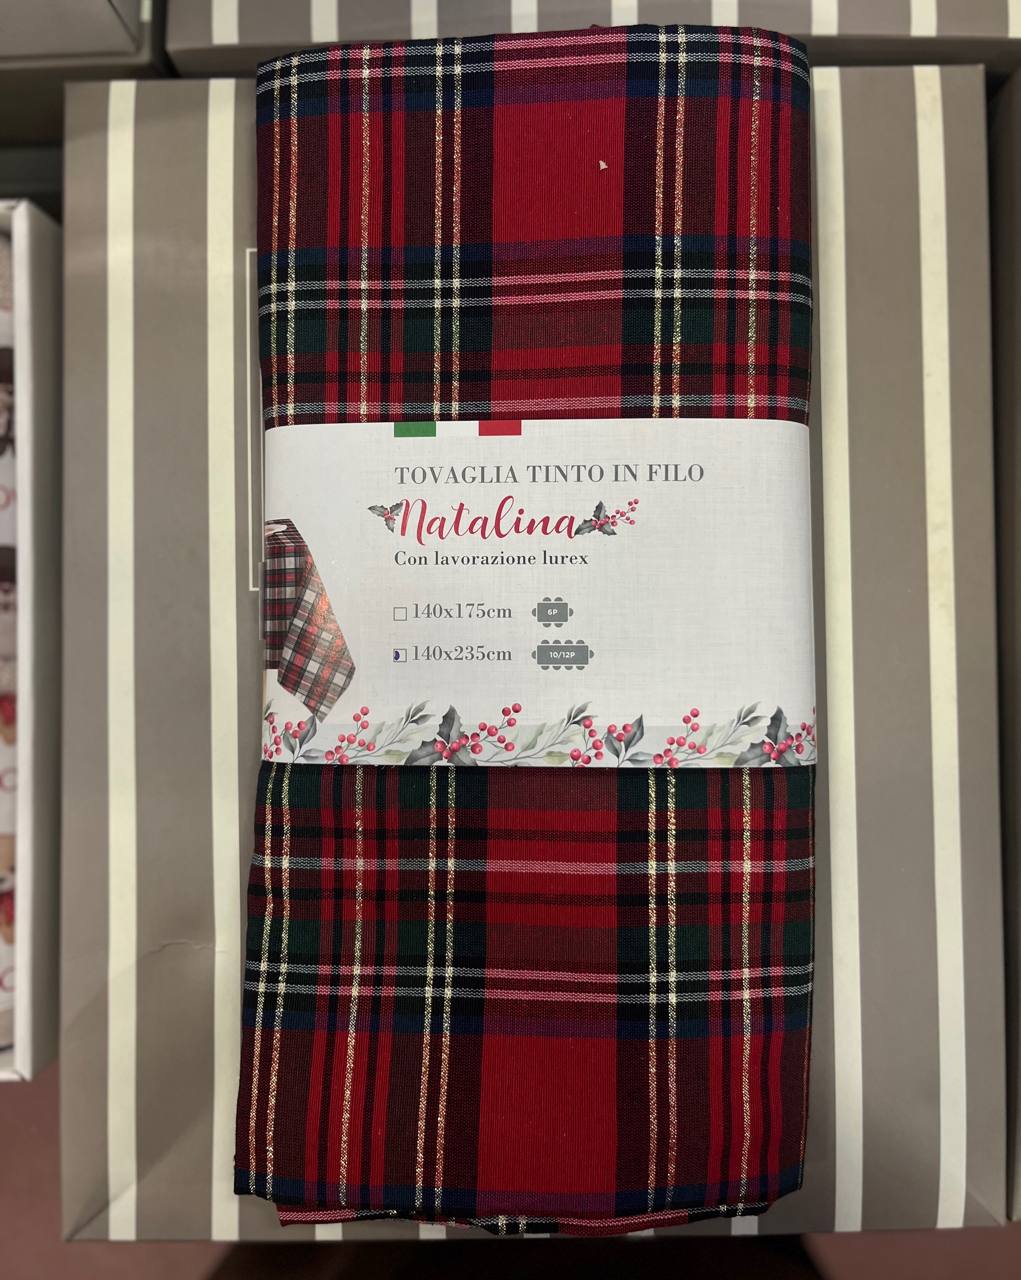 TOVAGLIA TINTO IN FILO
Natalina
Con lavorazione lurex
140x175cm 6P
140x235cm 10/12P